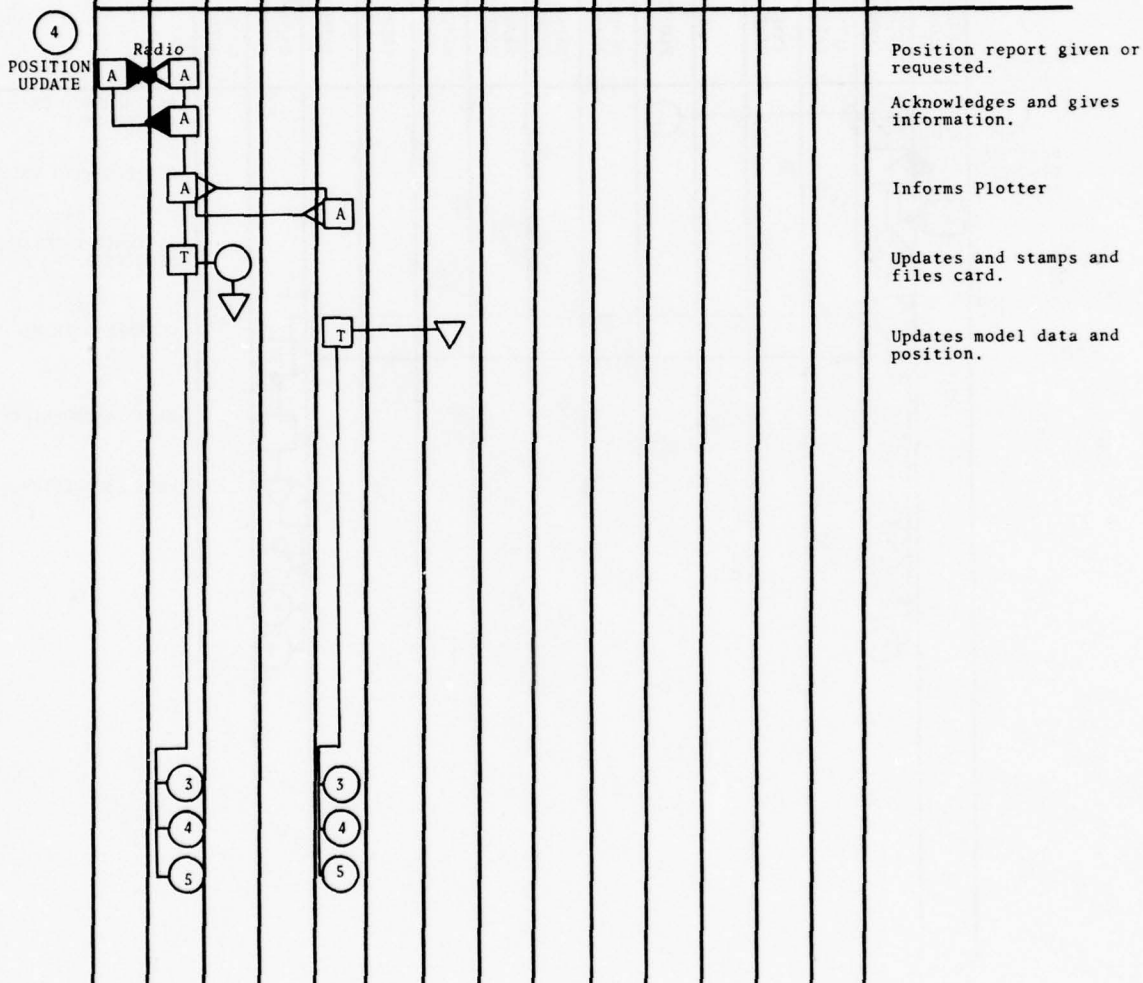 4
POSITION
UPDATE
Radio
A
A
Position report given or
requested.
A
Acknowledges and gives
information.
A
A
Informs Plotter
T
Updates and stamps and
files card.
T
Updates model data and
position.
3
3
4
4
5
5